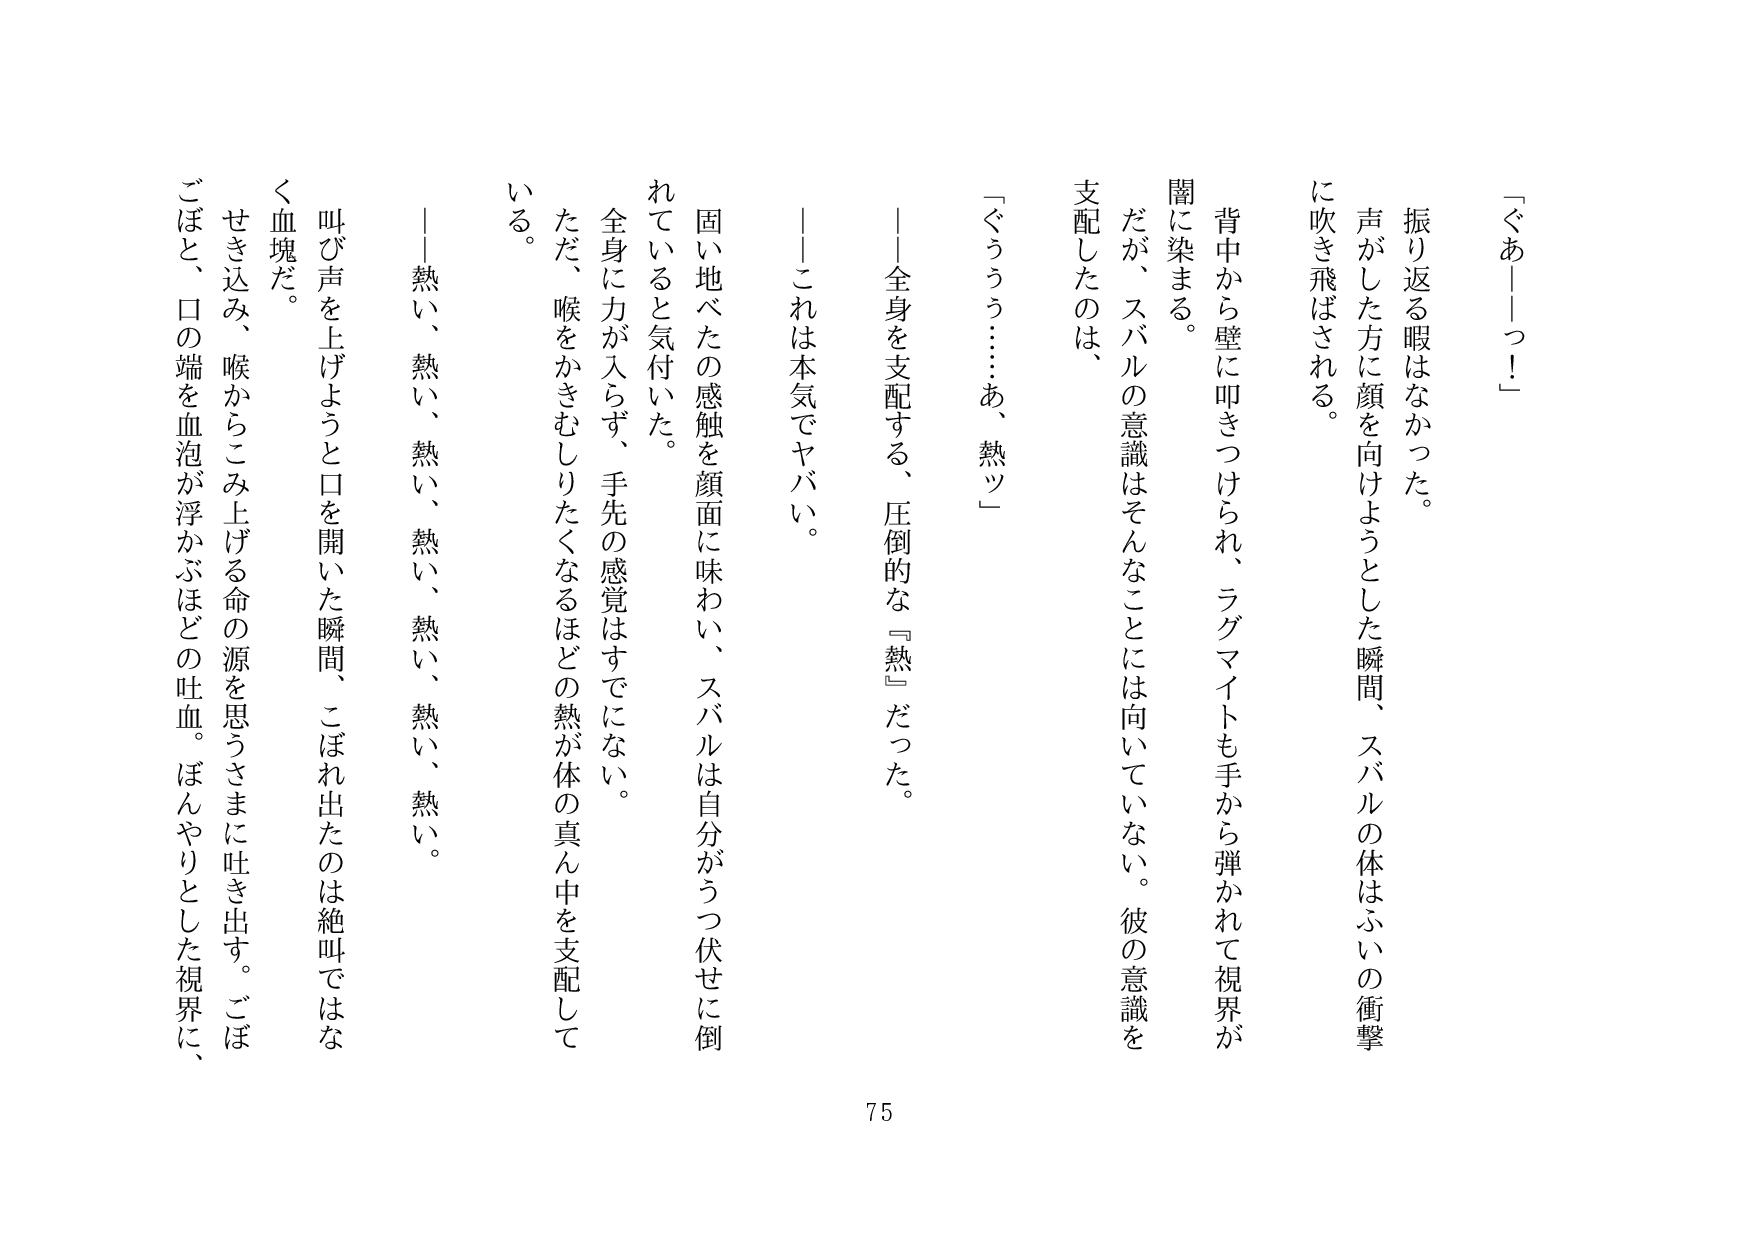 「ぐあ――っ！」
　振り返る暇はなかった。
　声がした方に顔を向けようとした瞬間、スバルの体はふいの衝撃
に吹き飛ばされる。
　背中から壁に叩きつけられ、ラグマイトも手から弾かれて視界が
闇に染まる。
　だが、スバルの意識はそんなことには向いていない。彼の意識を
支配したのは、
「ぐううう……あ、熱ッ」
　――全身を支配する、圧倒的な『熱』だった。
　――これは本気でヤバい。
　固い地べたの感触を顔面に味わい、スバルは自分がうつ伏せに倒
れていると気付いた。
　全身に力が入らず、手先の感覚はすでにない。
　ただ、喉をかきむしりたくなるほどの熱が体の真ん中を支配して
いる。
　――熱い、熱い、熱い、熱い、熱い、熱い、熱い。
　叫び声を上げようと口を開いた瞬間、こぼれ出たのは絶叫ではな
く血塊だ。
　せき込み、喉からこみ上げる命の源を思うさまに吐き出す。ごぼ
ごぼと、口の端を血泡が浮かぶほどの吐血。ぼんやりとした視界に、
75